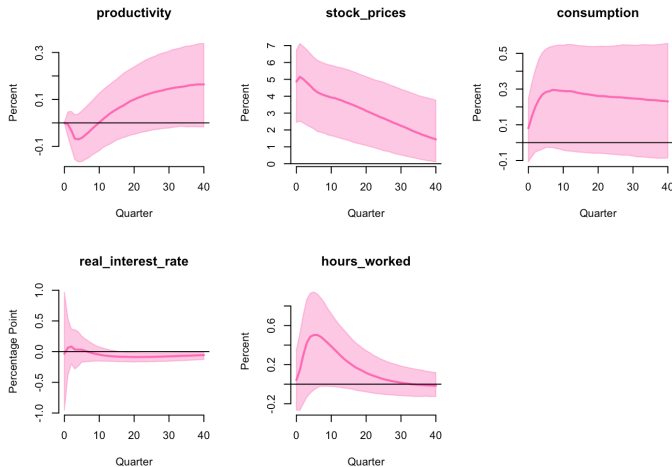 productivity
Percent
-0.1 0.1 0.3
0 10 20 30 40
Quarter
stock_prices
Percent
0 1 2 3 4 5 6 7
0 10 20 30 40
Quarter
consumption
Percent
-0.1 0.1 0.3 0.5
0 10 20 30 40
Quarter
real_interest_rate
Percentage Point
-1.0 -0.5 0.0 0.5 1.0
0 10 20 30 40
Quarter
hours_worked
Percent
-0.2 0.2 0.6
0 10 20 30 40
Quarter